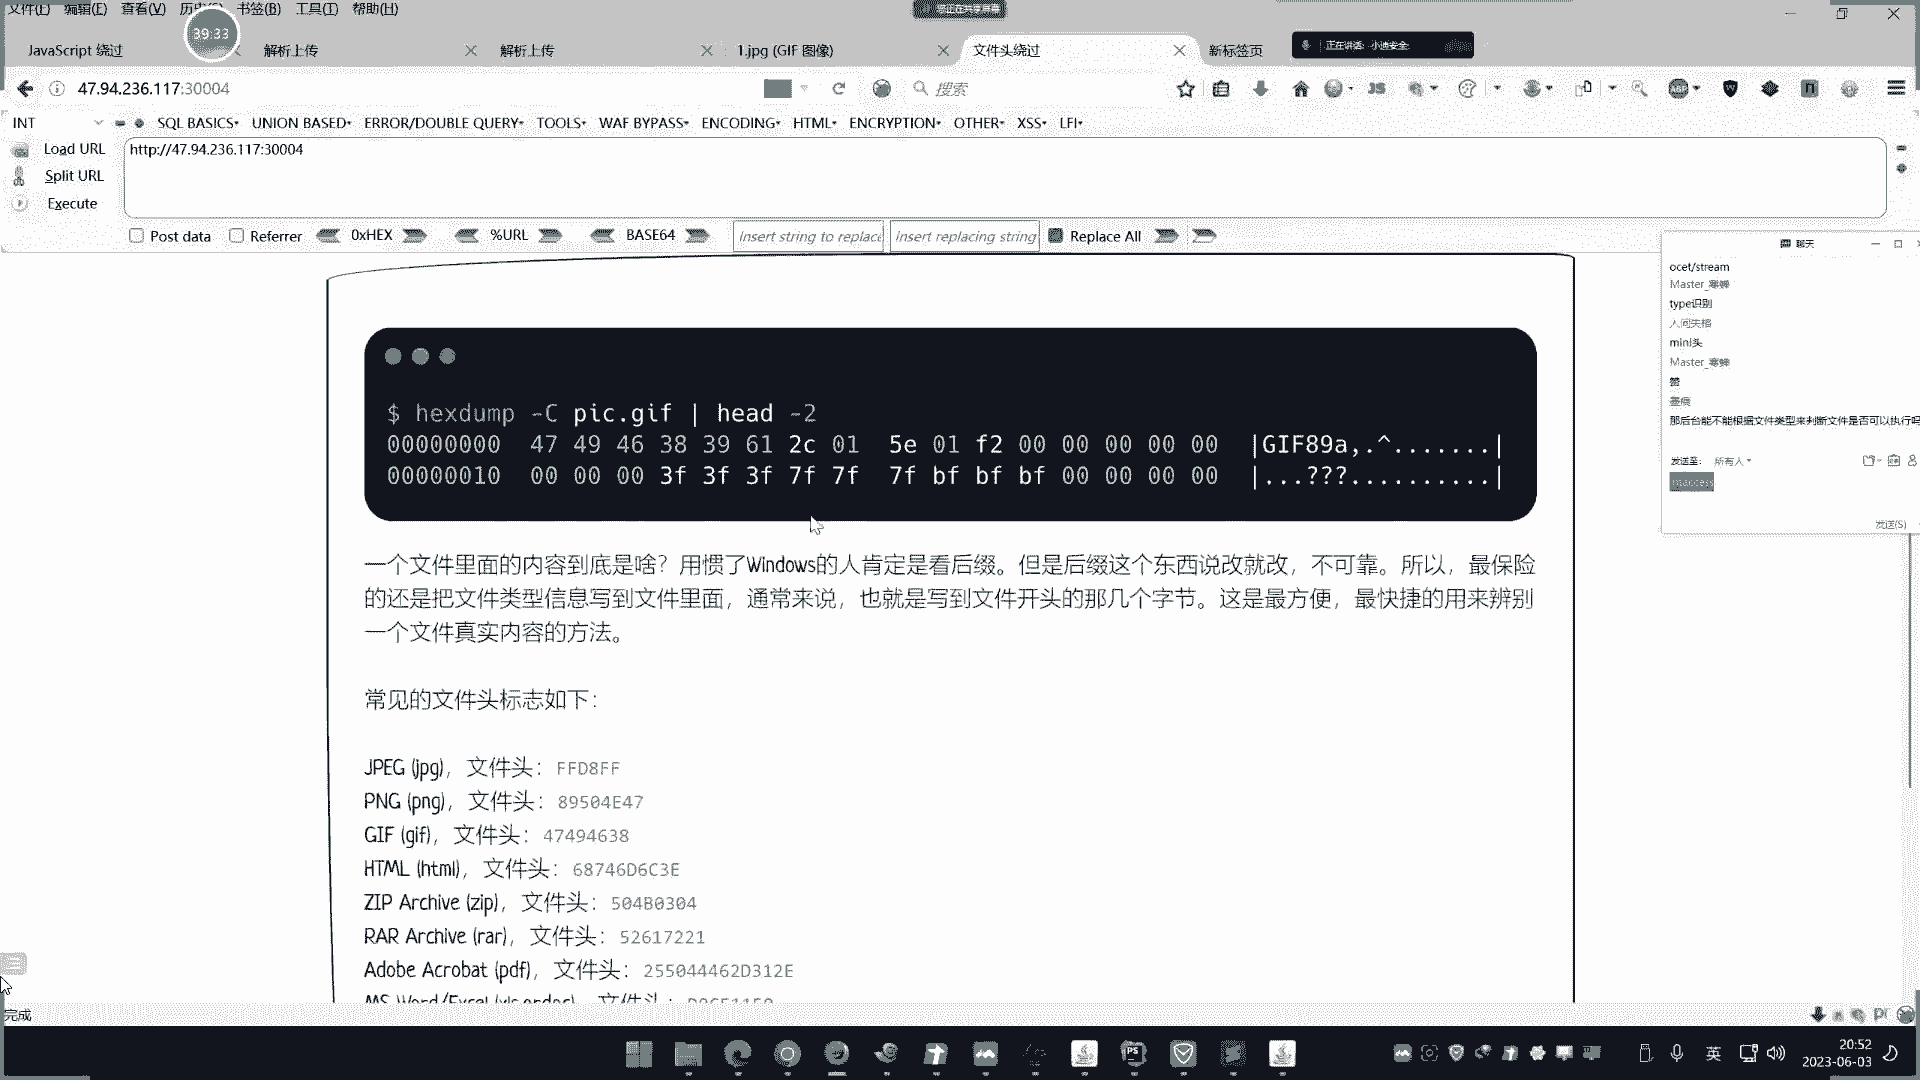 文件(F) 编辑(E) 查看(V) 历史(S) 书签(B) 工具(T) 帮助(H)
您正在共享屏幕
39:33
JavaScript 绕过
解析上传
解析上传
1.jpg (GIF 图像)
文件头绕过
新标签页
正在讲话: 小迪安全;
47.94.236.117:30004
搜索
INT
SQL BASICS UNION BASED ERROR/DOUBLE QUERY TOOLS WAF BYPASS ENCODING HTML ENCRYPTION OTHER XSS LFI
Load URL
http://47.94.236.117:30004
Split URL
Execute
Post data Referrer 0xHEX %URL BASE64 Insert string to replace Insert replacing string Replace All
聊天
ocet/stream
Master_寒蝉
type识别
人间失格
mini头
Master_寒蝉
赞
那后台能不能根据文件类型来判断文件是否可以执行吗
发送至: 所有人
htaccess
发送(S)
$ hexdump -C pic.gif | head -2
00000000 47 49 46 38 39 61 2c 01 5e 01 f2 00 00 00 00 00 |GIF89a,.^.......|
00000010 00 00 00 3f 3f 3f 7f 7f 7f bf bf bf 00 00 00 00 |...???..........|
一个文件里面的内容到底是啥？用惯了Windows的人肯定是看后缀。但是后缀这个东西说改就改，不可靠。所以，最保险
的还是把文件类型信息写到文件里面，通常来说，也就是写到文件开头的那几个字节。这是最方便，最快捷的用来辨别
一个文件真实内容的方法。
常见的文件头标志如下：
JPEG (jpg)，文件头：FFD8FF
PNG (png)，文件头：89504E47
GIF (gif)，文件头：47494638
HTML (html)，文件头：68746D6C3E
ZIP Archive (zip)，文件头：504B0304
RAR Archive (rar)，文件头：52617221
Adobe Acrobat (pdf)，文件头：255044462D312E
MS Word/Excel (xls.or.doc)，文件头：D0CF11E0
完成
英
20:52
2023-06-03